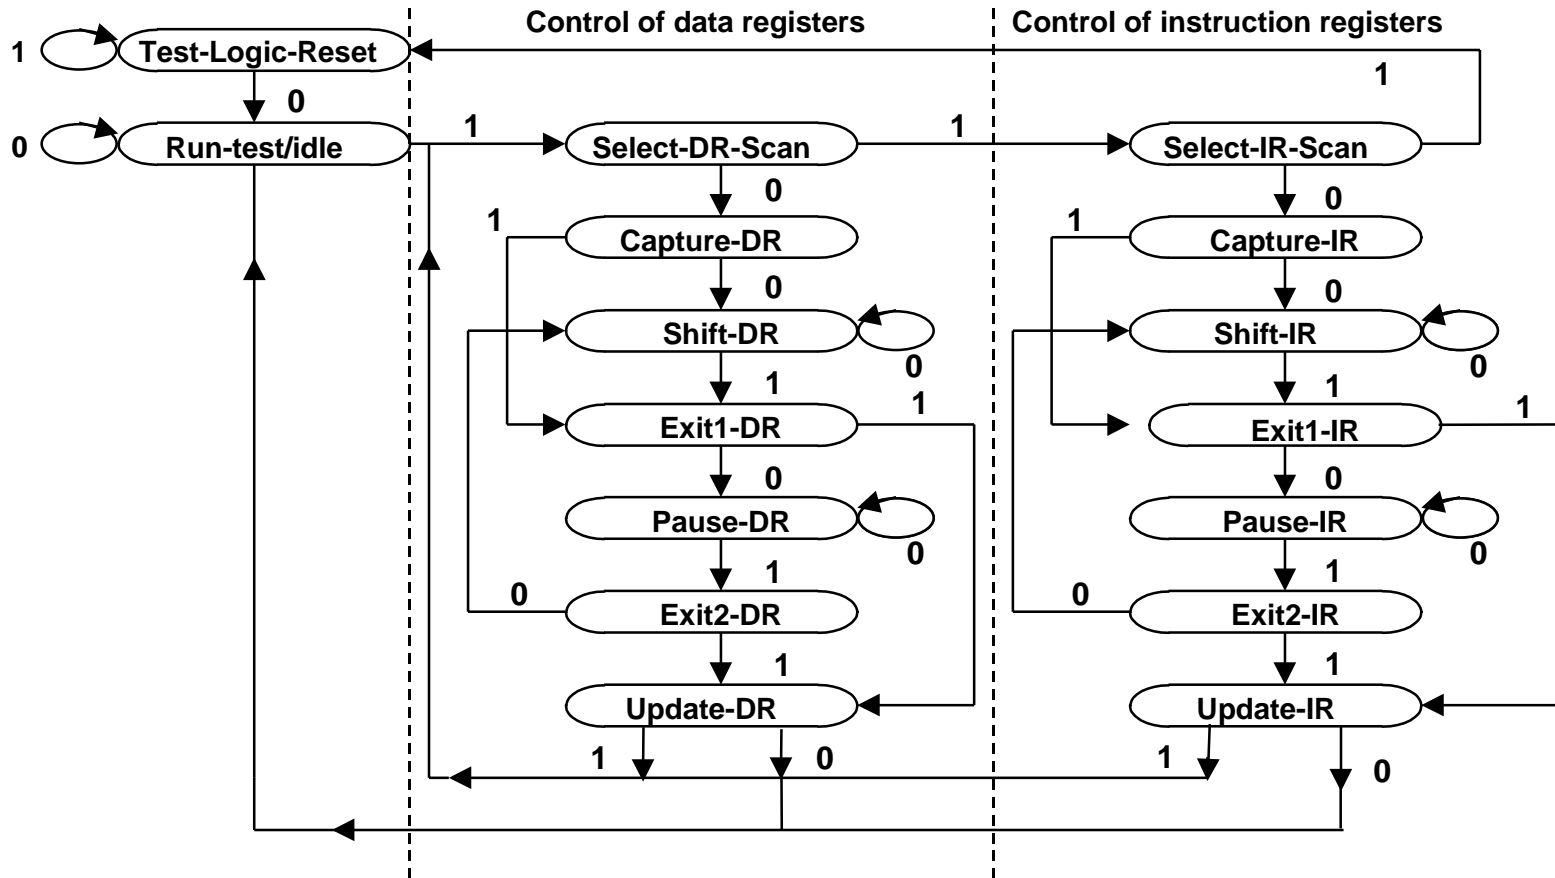 Control of data registers
Control of instruction registers
1
Test-Logic-Reset
1
0
0
Run-test/idle
1
Select-DR-Scan
1
Select-IR-Scan
0
0
1
Capture-DR
1
Capture-IR
0
0
Shift-DR
0
Shift-IR
0
1
1
Exit1-DR
1
Exit1-IR
1
0
0
Pause-DR
0
Pause-IR
0
1
1
0
Exit2-DR
0
Exit2-IR
1
1
Update-DR
Update-IR
1
0
1
0